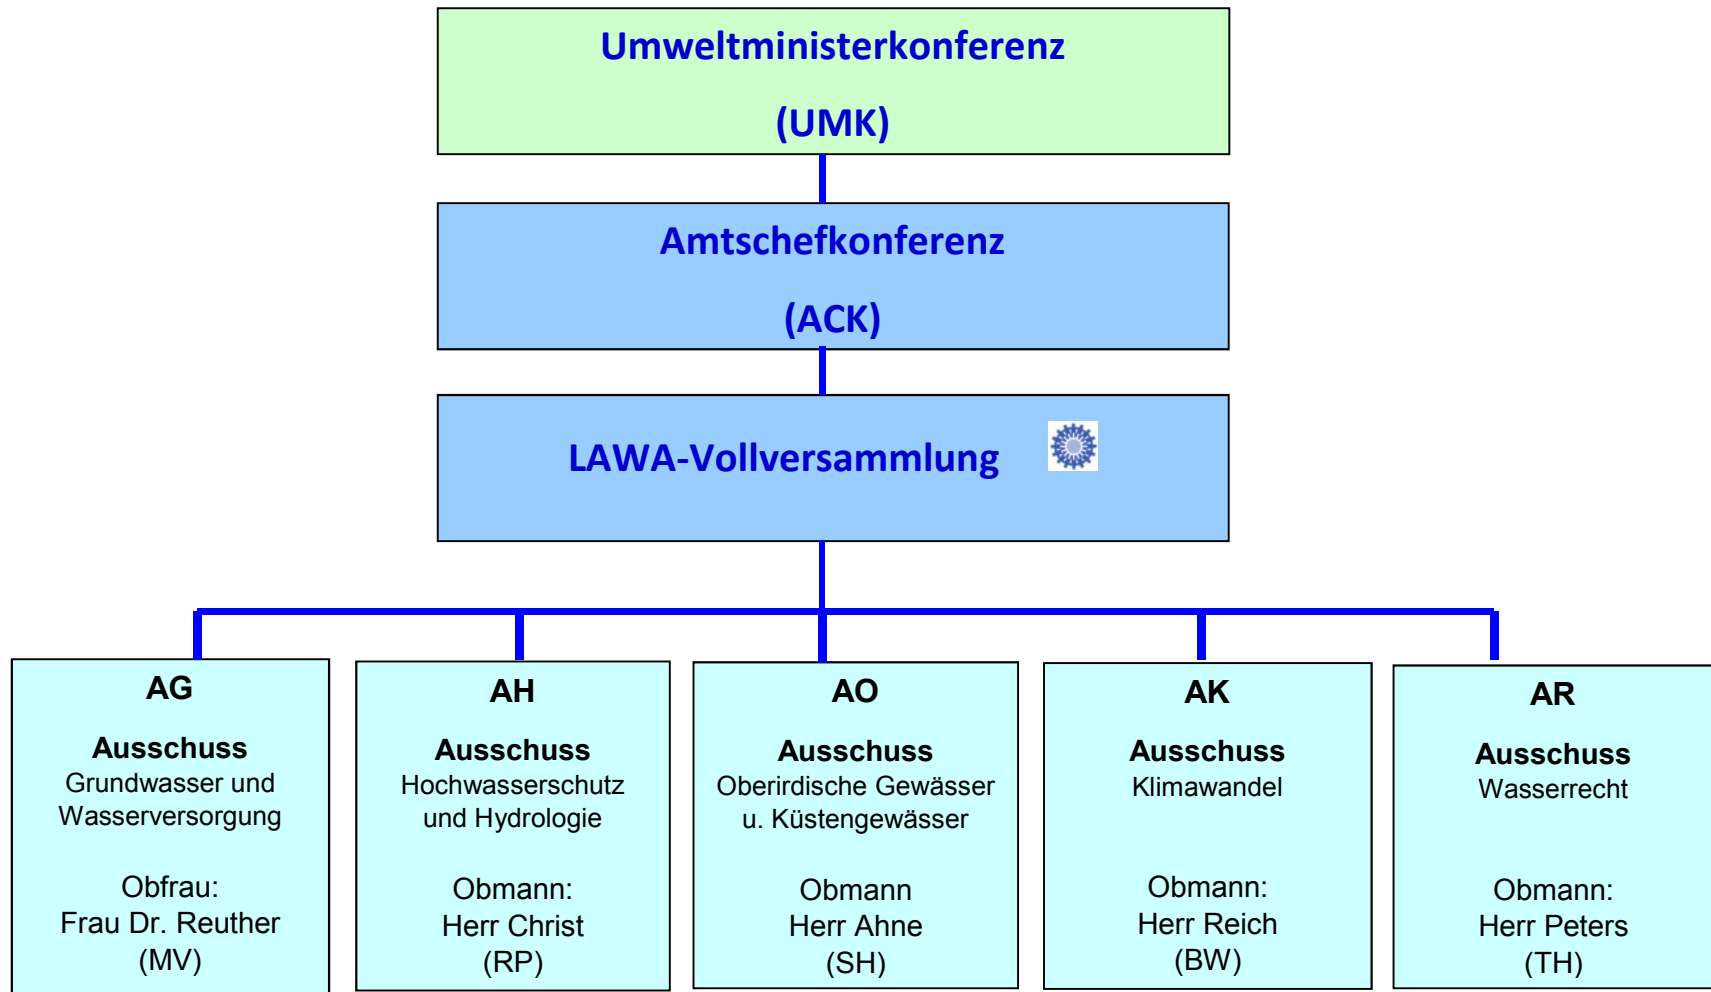 Umweltministerkonferenz
(UMK)
Amtschefkonferenz
(ACK)
LAWA-Vollversammlung
AG
Ausschuss
Grundwasser und
Wasserversorgung
Obfrau:
Frau Dr. Reuther
(MV)
AH
Ausschuss
Hochwasserschutz
und Hydrologie
Obmann:
Herr Christ
(RP)
AO
Ausschuss
Oberirdische Gewässer
u. Küstengewässer
Obmann
Herr Ahne
(SH)
AK
Ausschuss
Klimawandel
Obmann:
Herr Reich
(BW)
AR
Ausschuss
Wasserrecht
Obmann:
Herr Peters
(TH)